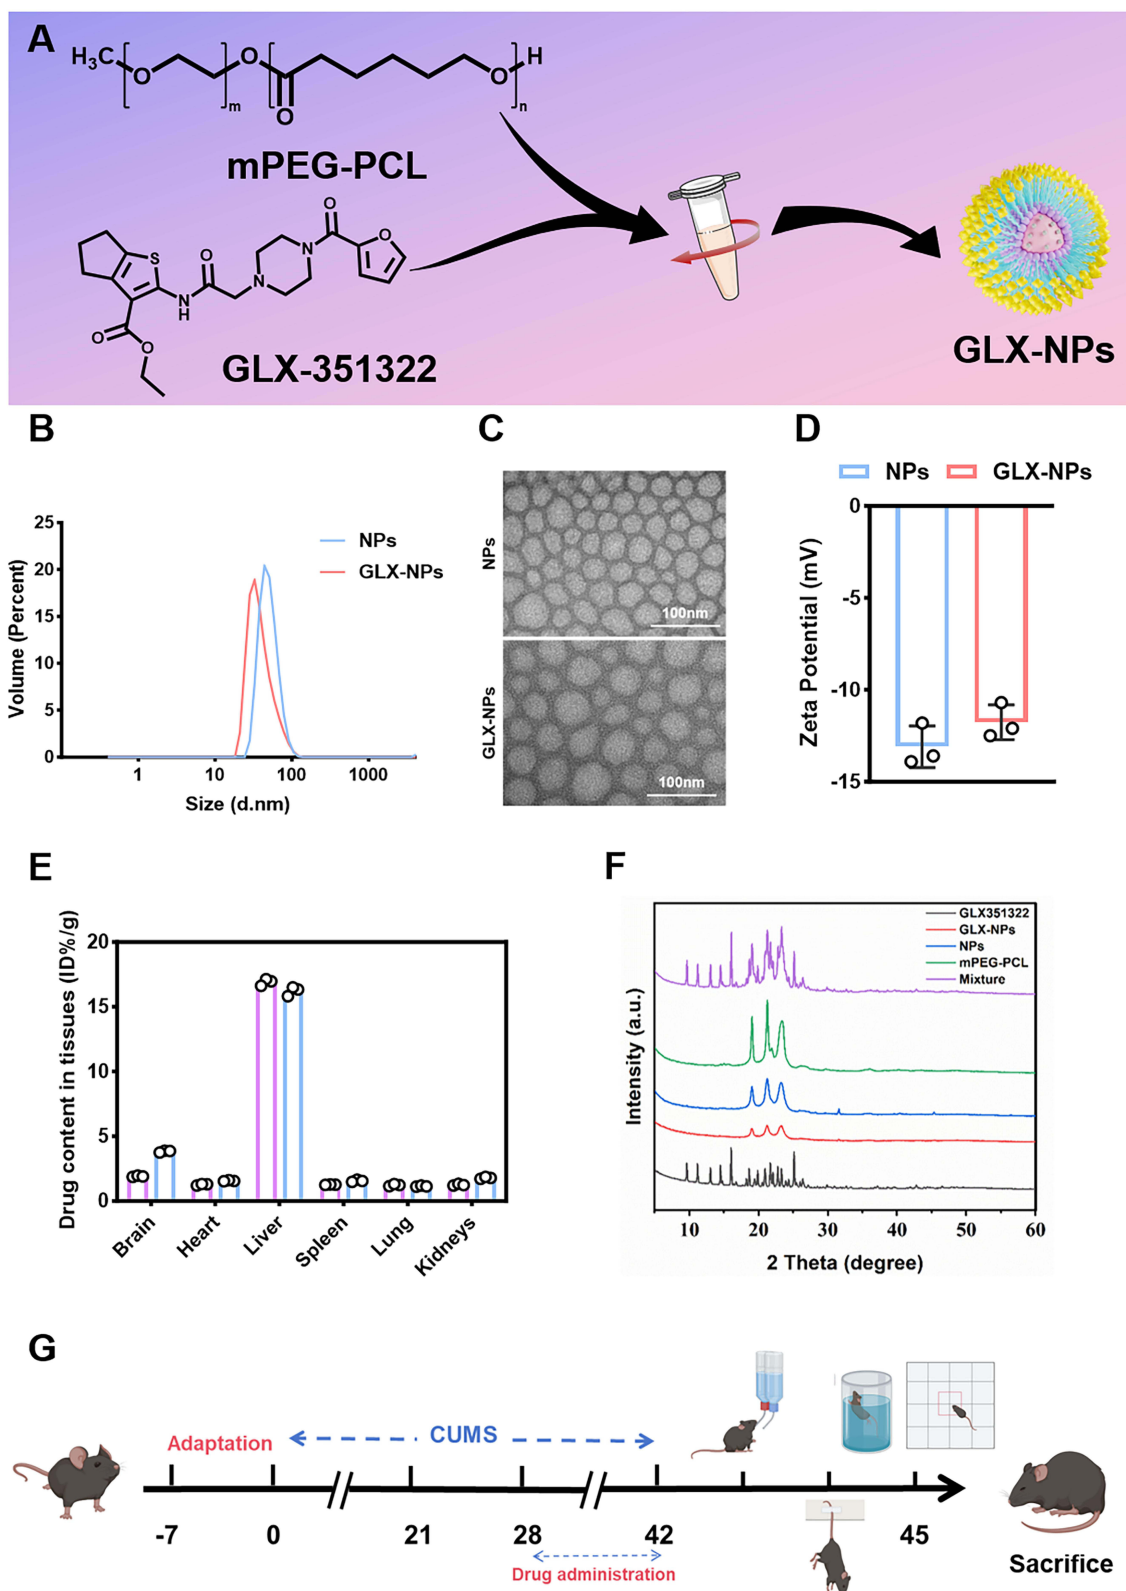 A
H₃C
O
m
O
O
O
H
n
mPEG-PCL
S
O
N
H
O
O
N
N
O
O
GLX-351322
GLX-NPs
B
Volume (Percent)
25
20
15
10
5
0
1
10
100
1000
Size (d.nm)
NPs
GLX-NPs
C
NPs
100nm
GLX-NPs
100nm
D
NPs
GLX-NPs
Zeta Potential (mV)
0
-5
-10
-15
E
Drug content in tissues (ID%/g)
20
15
10
5
0
Brain
Heart
Liver
Spleen
Lung
Kidneys
F
Intensity (a.u.)
GLX351322
GLX-NPs
NPs
mPEG-PCL
Mixture
10
20
30
40
50
60
2 Theta (degree)
G
Adaptation
CUMS
-7
0
21
28
42
45
Drug administration
Sacrifice